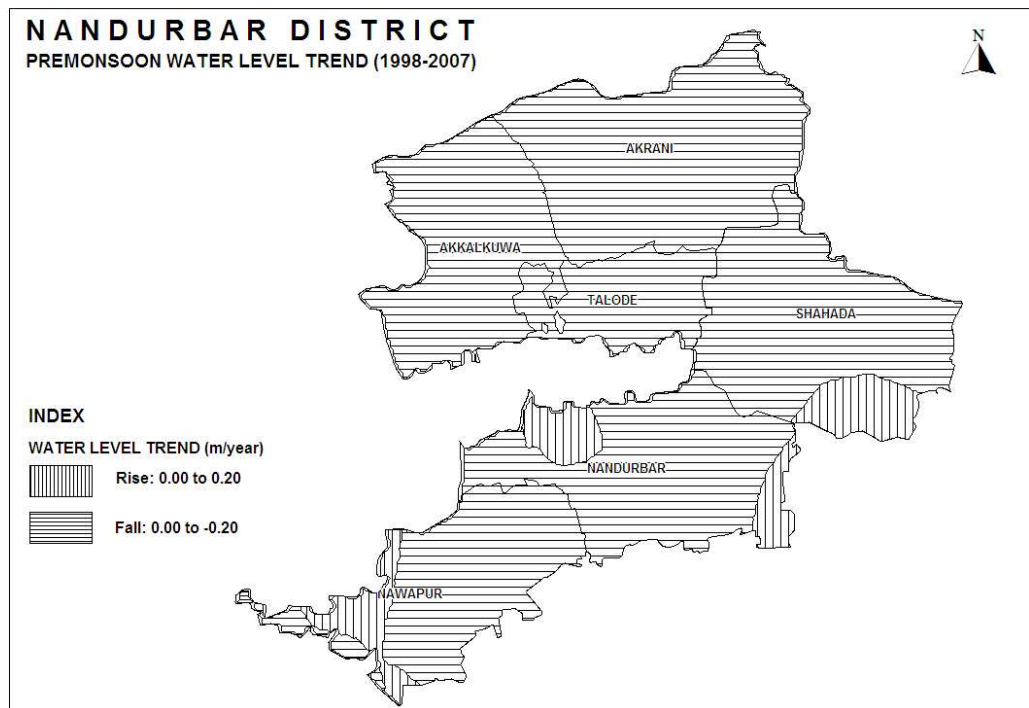 NANDURBAR DISTRICT
PREMONSOON WATER LEVEL TREND (1998-2007)
N
AKRANI
AKKALKUWA
TALODE
SHAHADA
NANDURBAR
NAWAPUR
INDEX
WATER LEVEL TREND (m/year)
Rise: 0.00 to 0.20
Fall: 0.00 to -0.20